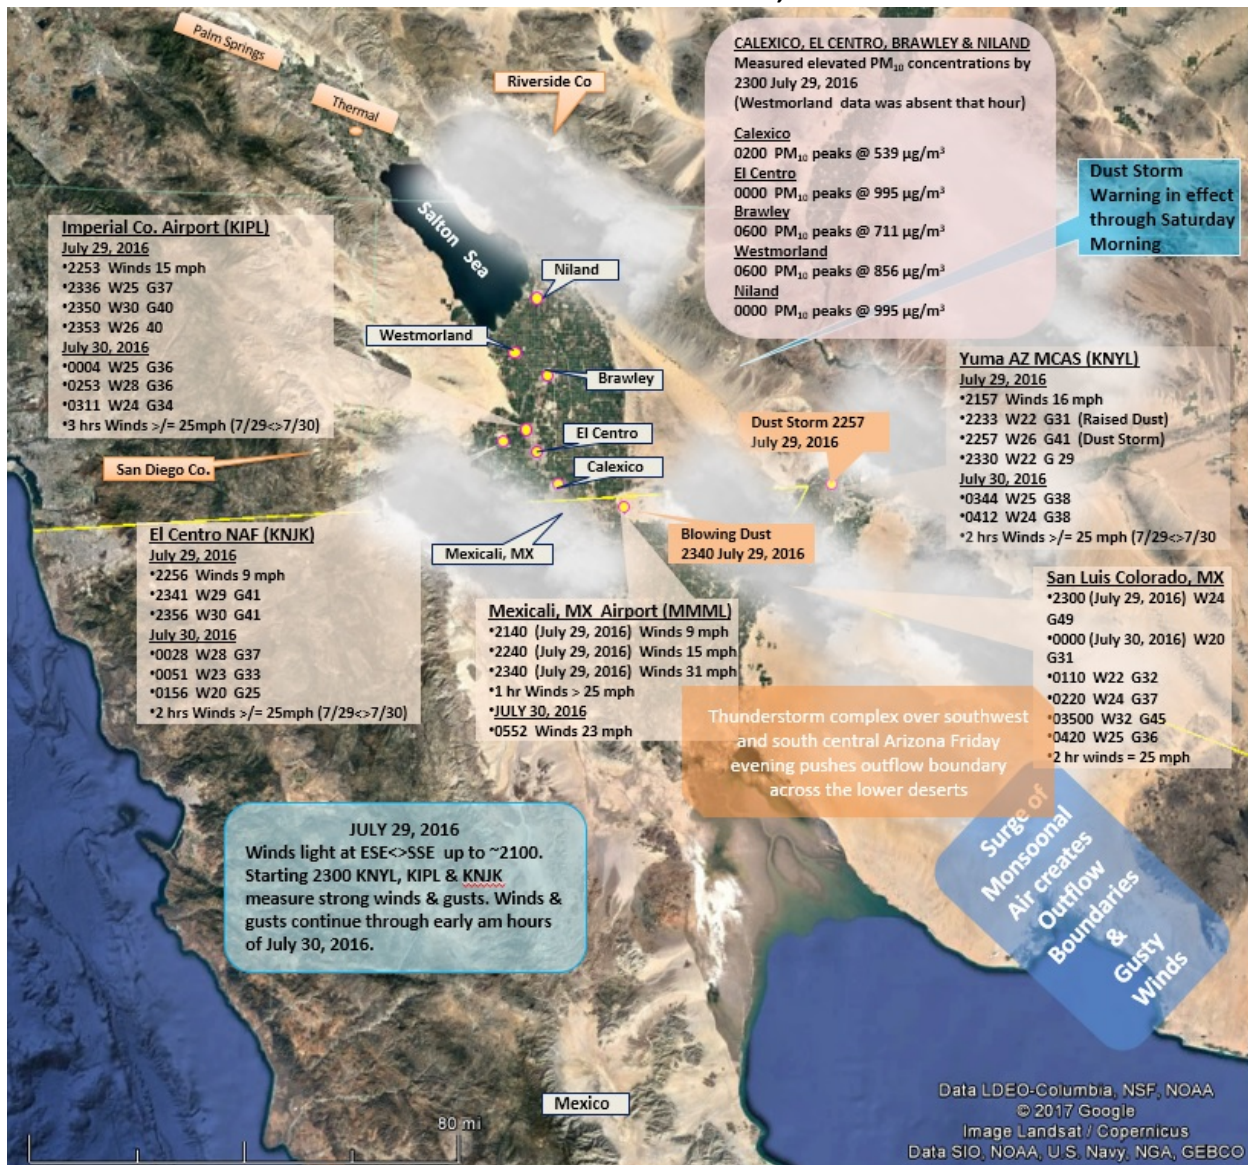 Palm Springs
Thermal
Riverside Co
Salton Sea
CALEXICO, EL CENTRO, BRAWLEY & NILAND
Measured elevated PM10 concentrations by
2300 July 29, 2016
(Westmorland data was absent that hour)
Calexico
0200 PM10 peaks @ 539 µg/m³
El Centro
0000 PM10 peaks @ 995 µg/m³
Brawley
0600 PM10 peaks @ 711 µg/m³
Westmorland
0600 PM10 peaks @ 856 µg/m³
Niland
0000 PM10 peaks @ 995 µg/m³
Dust Storm
Warning in effect
through Saturday
Morning
Imperial Co. Airport (KIPL)
July 29, 2016
•2253 Winds 15 mph
•2336 W25 G37
•2350 W30 G40
•2353 W26 40
July 30, 2016
•0004 W25 G36
•0253 W28 G36
•0311 W24 G34
•3 hrs Winds >/= 25mph (7/29<>7/30)
Niland
Westmorland
Brawley
El Centro
Calexico
San Diego Co.
Mexicali, MX
Dust Storm 2257
July 29, 2016
Blowing Dust
2340 July 29, 2016
Yuma AZ MCAS (KNYL)
July 29, 2016
•2157 Winds 16 mph
•2233 W22 G31 (Raised Dust)
•2257 W26 G41 (Dust Storm)
•2330 W22 G 29
July 30, 2016
•0344 W25 G38
•0412 W24 G38
•2 hrs Winds >/= 25 mph (7/29<>7/30
El Centro NAF (KNJK)
July 29, 2016
•2256 Winds 9 mph
•2341 W29 G41
•2356 W30 G41
July 30, 2016
•0028 W28 G37
•0051 W23 G33
•0156 W20 G25
•2 hrs Winds >/= 25mph (7/29<>7/30)
Mexicali, MX Airport (MMML)
•2140 (July 29, 2016) Winds 9 mph
•2240 (July 29, 2016) Winds 15 mph
•2340 (July 29, 2016) Winds 31 mph
•1 hr Winds > 25 mph
•JULY 30, 2016
•0552 Winds 23 mph
San Luis Colorado, MX
•2300 (July 29, 2016) W24
G49
•0000 (July 30, 2016) W20
G31
•0110 W22 G32
•0220 W24 G37
•03500 W32 G45
•0420 W25 G36
•2 hr winds = 25 mph
Thunderstorm complex over southwest
and south central Arizona Friday
evening pushes outflow boundary
across the lower deserts
Surge of
Monsoonal
Air creates
Outflow
Boundaries
&
Gusty
Winds
JULY 29, 2016
Winds light at ESE<>SSE up to ~2100.
Starting 2300 KNYL, KIPL & KNJK
measure strong winds & gusts. Winds &
gusts continue through early am hours
of July 30, 2016.
Mexico
80 mi
Data LDEO-Columbia, NSF, NOAA
© 2017 Google
Image Landsat / Copernicus
Data SIO, NOAA, U.S. Navy, NGA, GEBCO